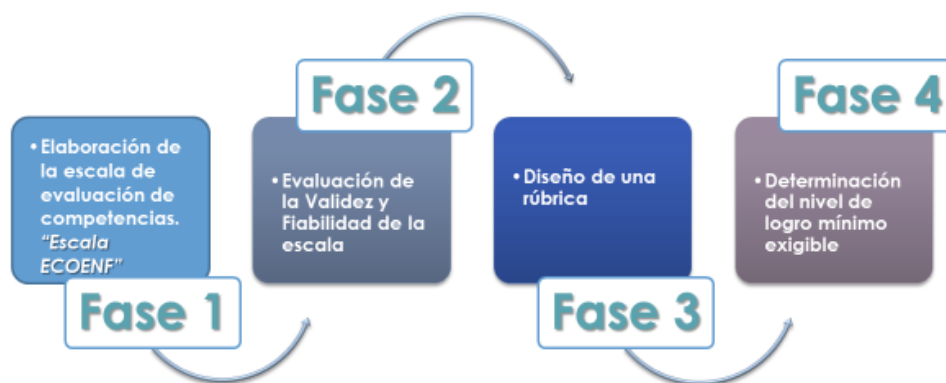 • Elaboración de
la escala de
evaluación de
competencias.
“Escala
ECOENF”
Fase 1
Fase 2
• Evaluación de
la Validez y
Fiabilidad de la
escala
• Diseño de una
rúbrica
Fase 3
Fase 4
• Determinación
del nivel de
logro mínimo
exigible